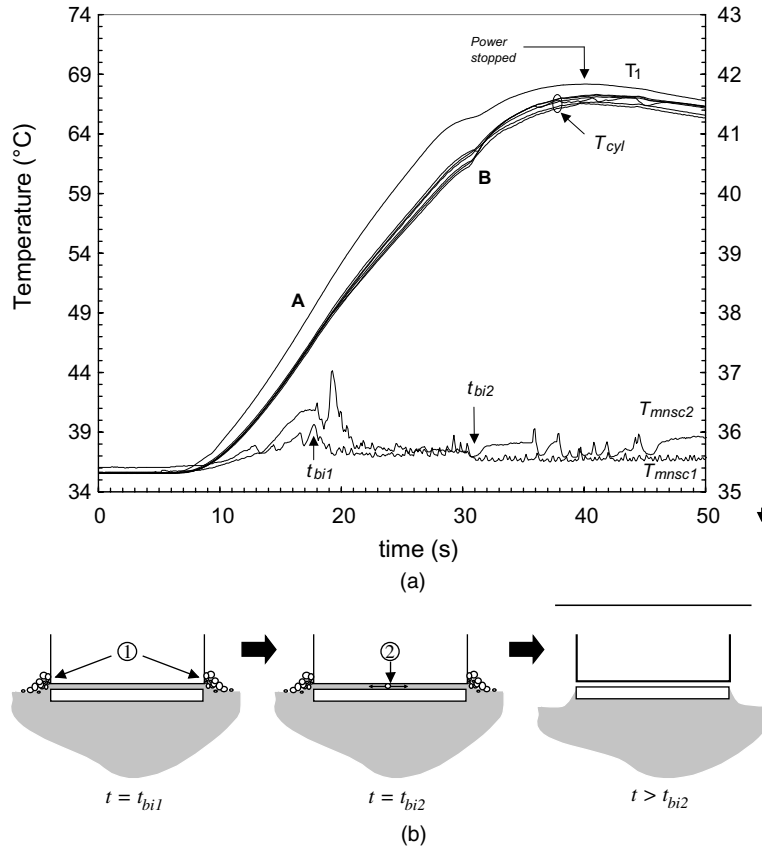 74
69
64
59
54
49
44
39
34
43
42
41
40
39
38
37
36
35
0
10
20
30
40
50
Temperature (°C)
time (s)
Power
stopped
T1
Tcyl
B
A
tbi2
Tmnsc2
tbi1
Tmnsc1
(a)
1
2
t = tbi1
t = tbi2
t > tbi2
(b)